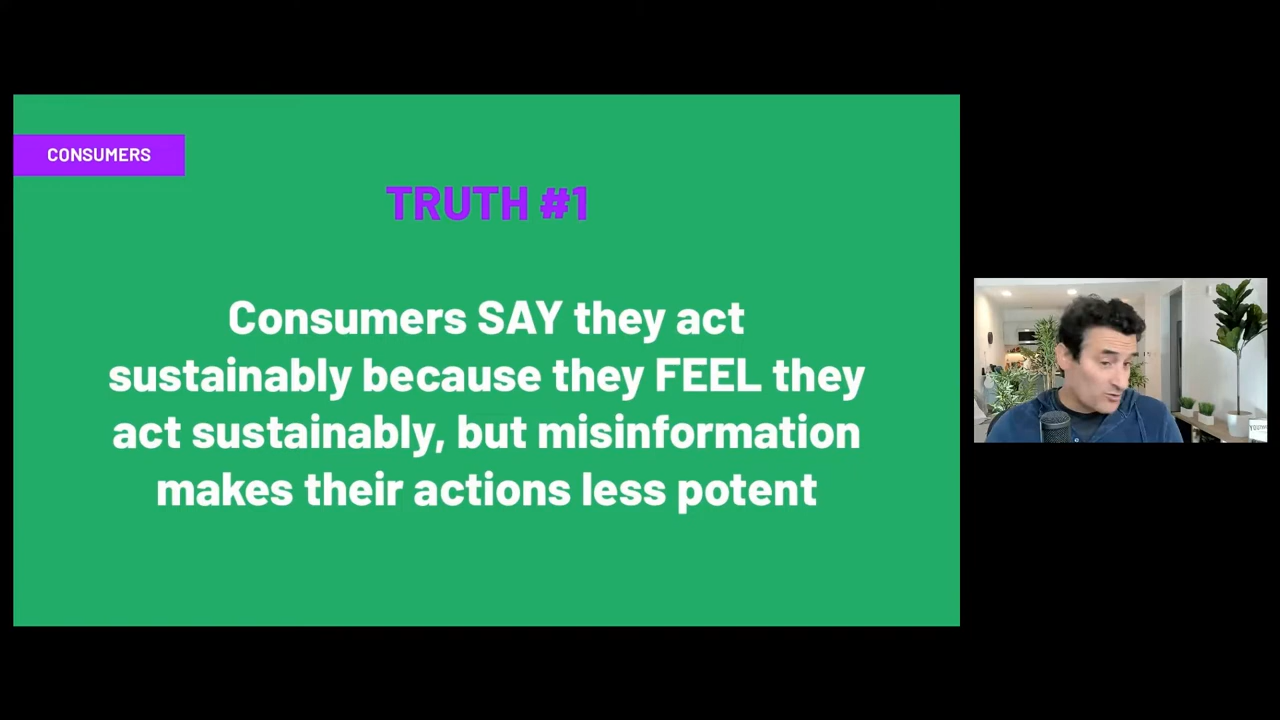 CONSUMERS
TRUTH #1
Consumers SAY they act
sustainably because they FEEL they
act sustainably, but misinformation
makes their actions less potent